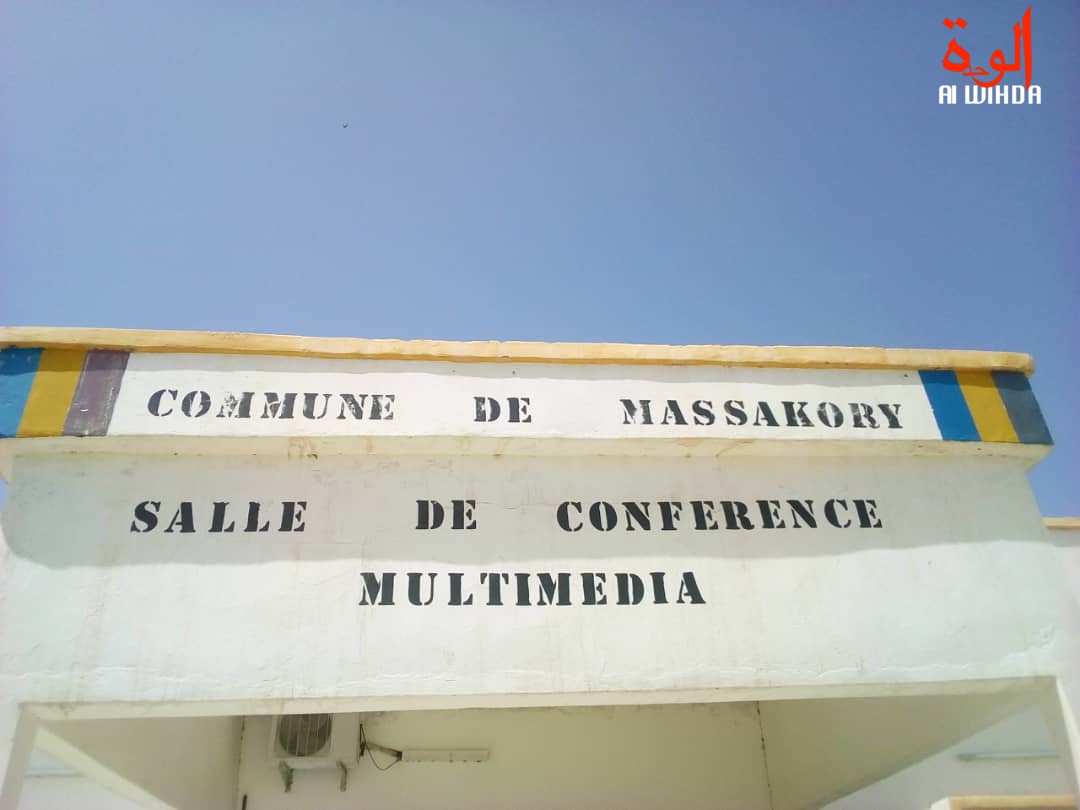 الوحدة
Al WIHDA
COMMUNE DE MASSAKORY
SALLE DE CONFERENCE
MULTIMEDIA